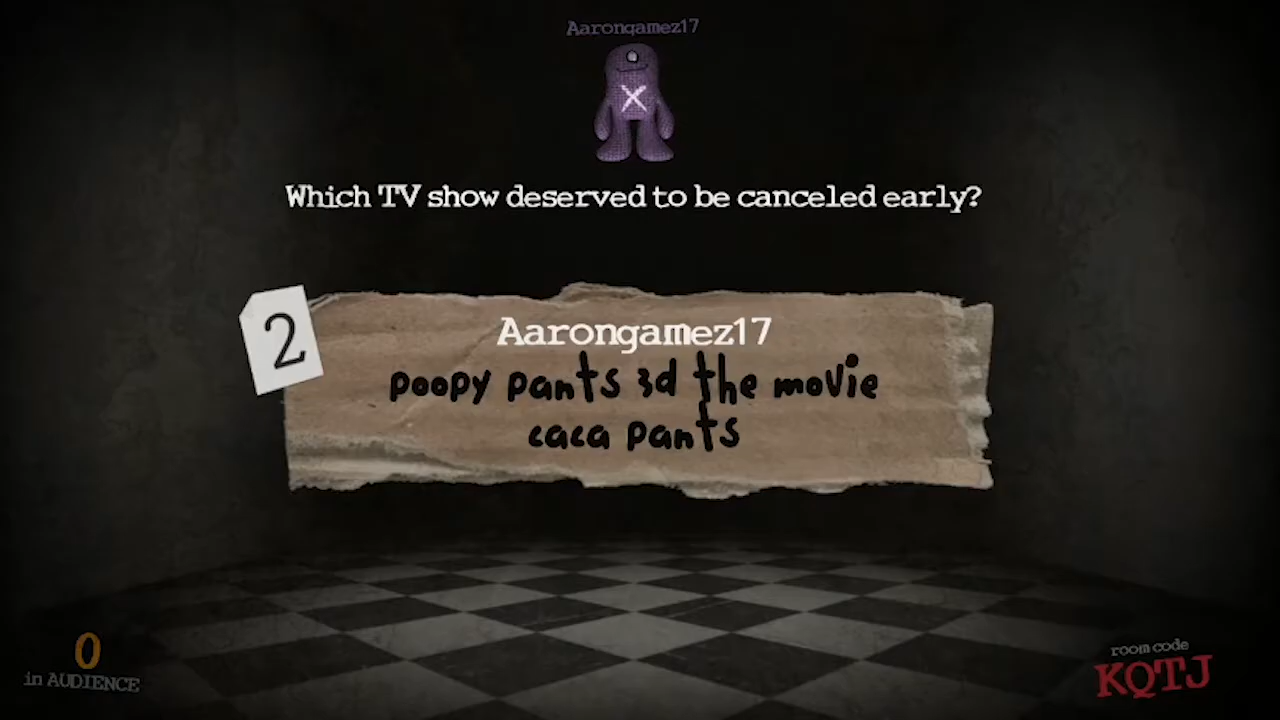 Aarongamez17
X
Which TV show deserved to be canceled early?
2
Aarongamez17
poopy pants 3d the movie
caca pants
0
in AUDIENCE
room code
KQTJ